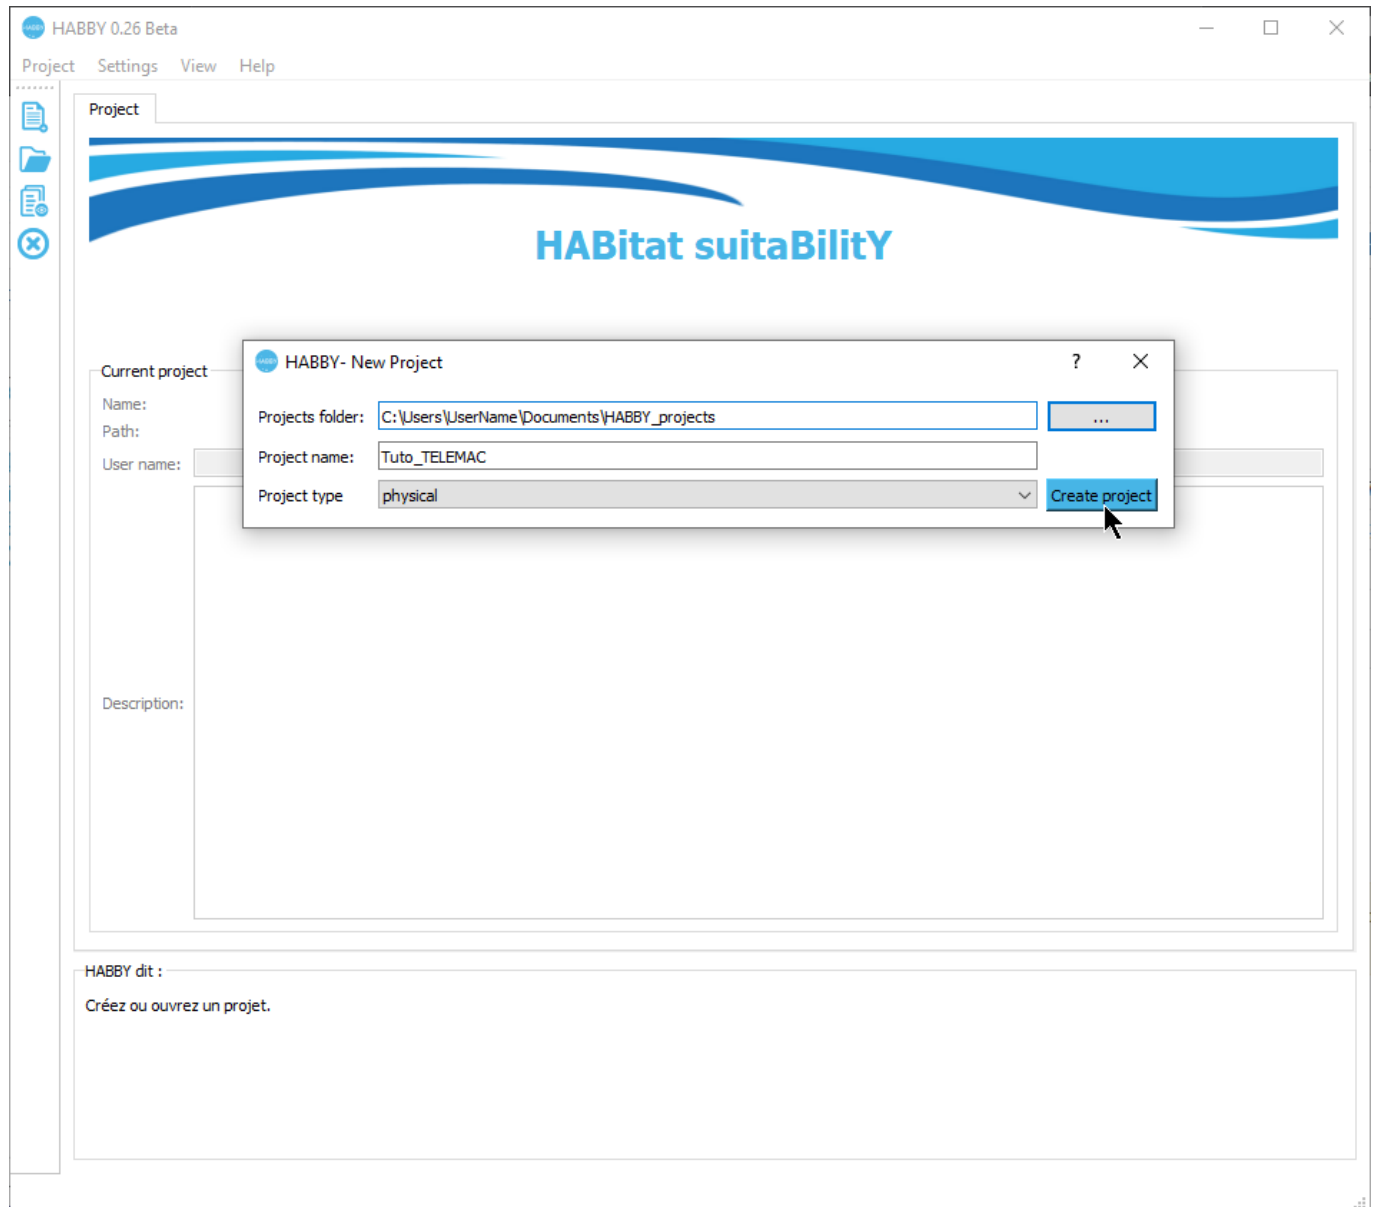 HABBY 0.26 Beta
Project Settings View Help
Project
HABitat suitaBilitY
HABBY- New Project ?
Projects folder: C:\Users\UserName\Documents\HABBY_projects ...
Project name: Tuto_TELEMAC
Project type physical Create project
Current project
Name:
Path:
User name:
Description:
HABBY dit :
Créez ou ouvrez un projet.